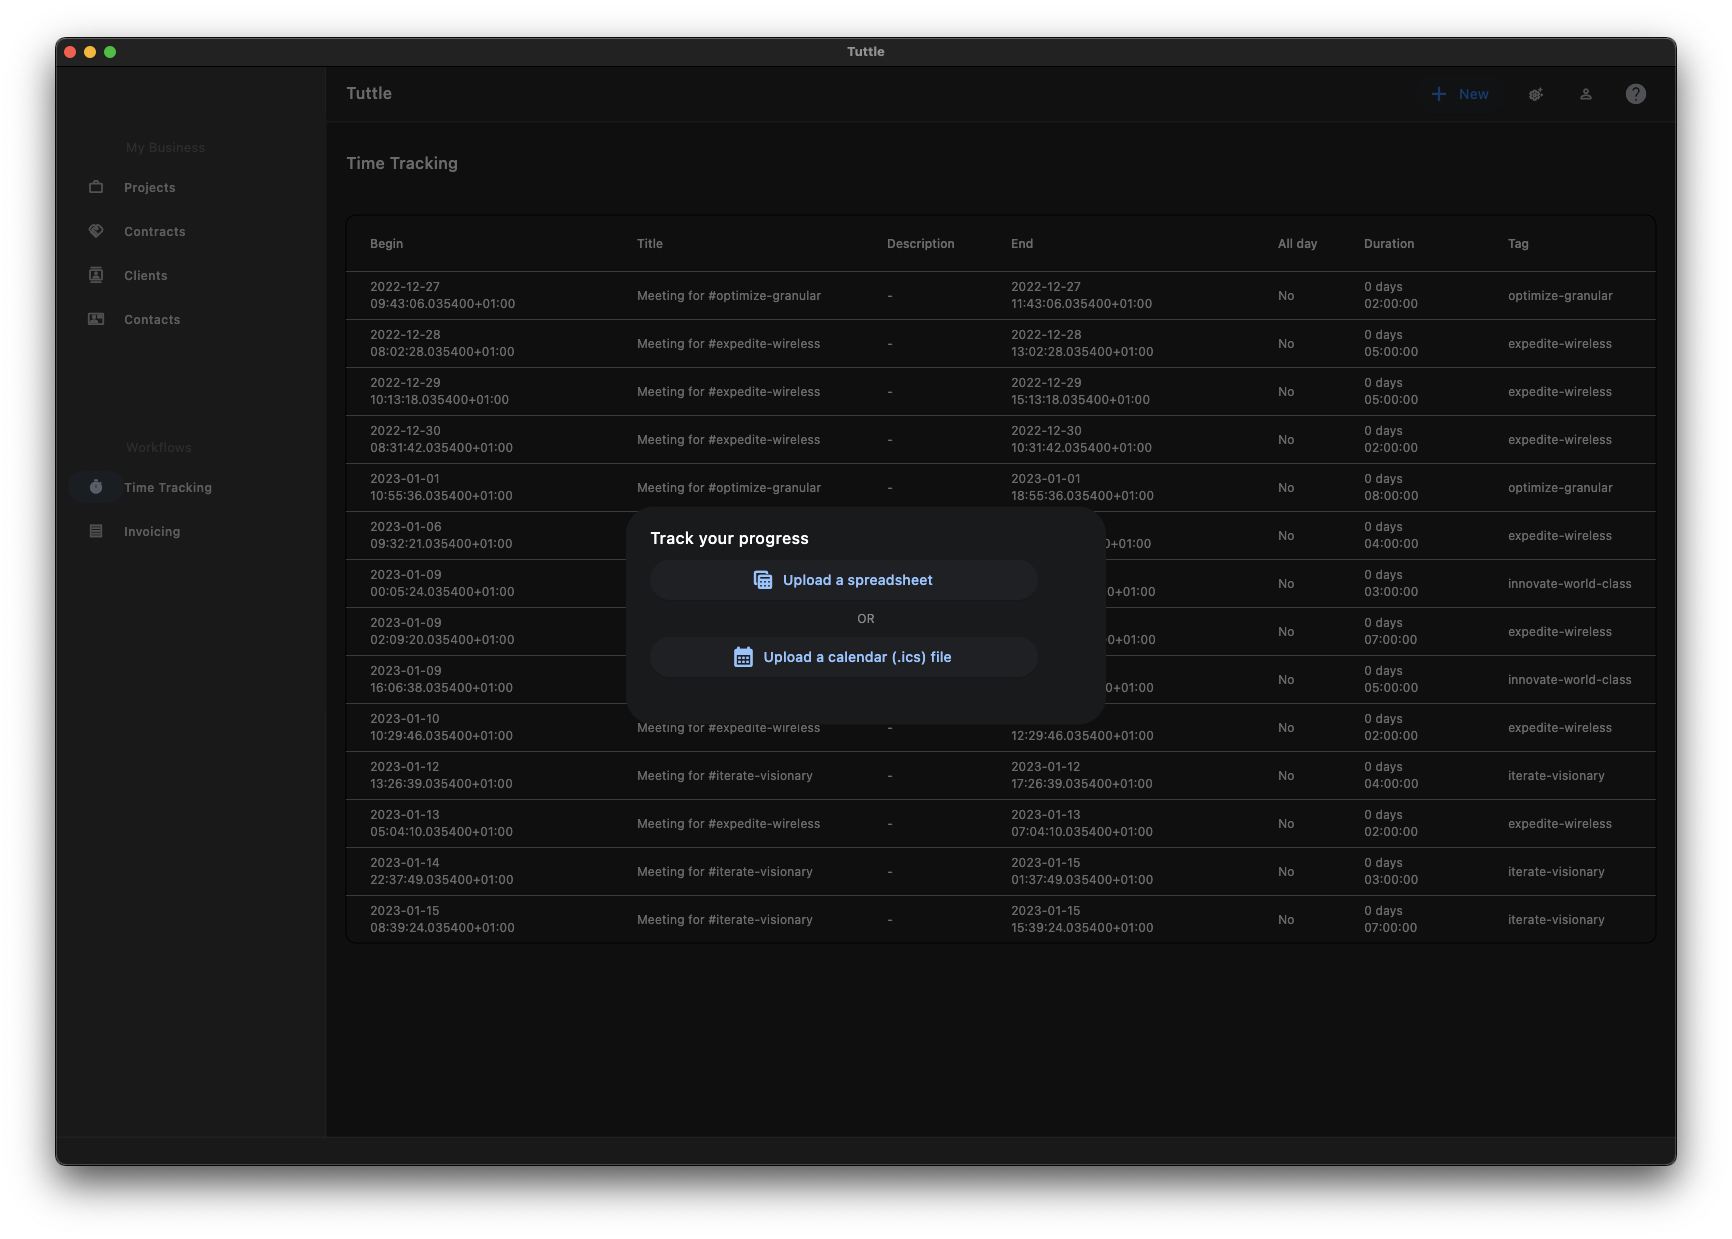 Tuttle
Tuttle
New
?
My Business
Projects
Contracts
Clients
Contacts
Workflows
Time Tracking
Invoicing
Time Tracking
Begin Title Description End All day Duration Tag
2022-12-27 2022-12-27 0 days
09:43:06.035400+01:00 Meeting for #optimize-granular - 11:43:06.035400+01:00 No 02:00:00 optimize-granular
2022-12-28 2022-12-28 0 days
08:02:28.035400+01:00 Meeting for #expedite-wireless - 13:02:28.035400+01:00 No 05:00:00 expedite-wireless
2022-12-29 2022-12-29 0 days
10:13:18.035400+01:00 Meeting for #expedite-wireless - 15:13:18.035400+01:00 No 05:00:00 expedite-wireless
2022-12-30 2022-12-30 0 days
08:31:42.035400+01:00 Meeting for #expedite-wireless - 10:31:42.035400+01:00 No 02:00:00 expedite-wireless
2023-01-01 2023-01-01 0 days
10:55:36.035400+01:00 Meeting for #optimize-granular - 18:55:36.035400+01:00 No 08:00:00 optimize-granular
2023-01-06 0 days
09:32:21.035400+01:00 0+01:00 No 04:00:00 expedite-wireless
2023-01-09 0 days
00:05:24.035400+01:00 0+01:00 No 03:00:00 innovate-world-class
2023-01-09 0 days
02:09:20.035400+01:00 0+01:00 No 07:00:00 expedite-wireless
2023-01-09 0 days
16:06:38.035400+01:00 0+01:00 No 05:00:00 innovate-world-class
2023-01-10 0 days
10:29:46.035400+01:00 Meeting for #expedite-wireless - 12:29:46.035400+01:00 No 02:00:00 expedite-wireless
2023-01-12 2023-01-12 0 days
13:26:39.035400+01:00 Meeting for #iterate-visionary - 17:26:39.035400+01:00 No 04:00:00 iterate-visionary
2023-01-13 2023-01-13 0 days
05:04:10.035400+01:00 Meeting for #expedite-wireless - 07:04:10.035400+01:00 No 02:00:00 expedite-wireless
2023-01-14 2023-01-15 0 days
22:37:49.035400+01:00 Meeting for #iterate-visionary - 01:37:49.035400+01:00 No 03:00:00 iterate-visionary
2023-01-15 2023-01-15 0 days
08:39:24.035400+01:00 Meeting for #iterate-visionary - 15:39:24.035400+01:00 No 07:00:00 iterate-visionary
Track your progress
Upload a spreadsheet
OR
Upload a calendar (.ics) file